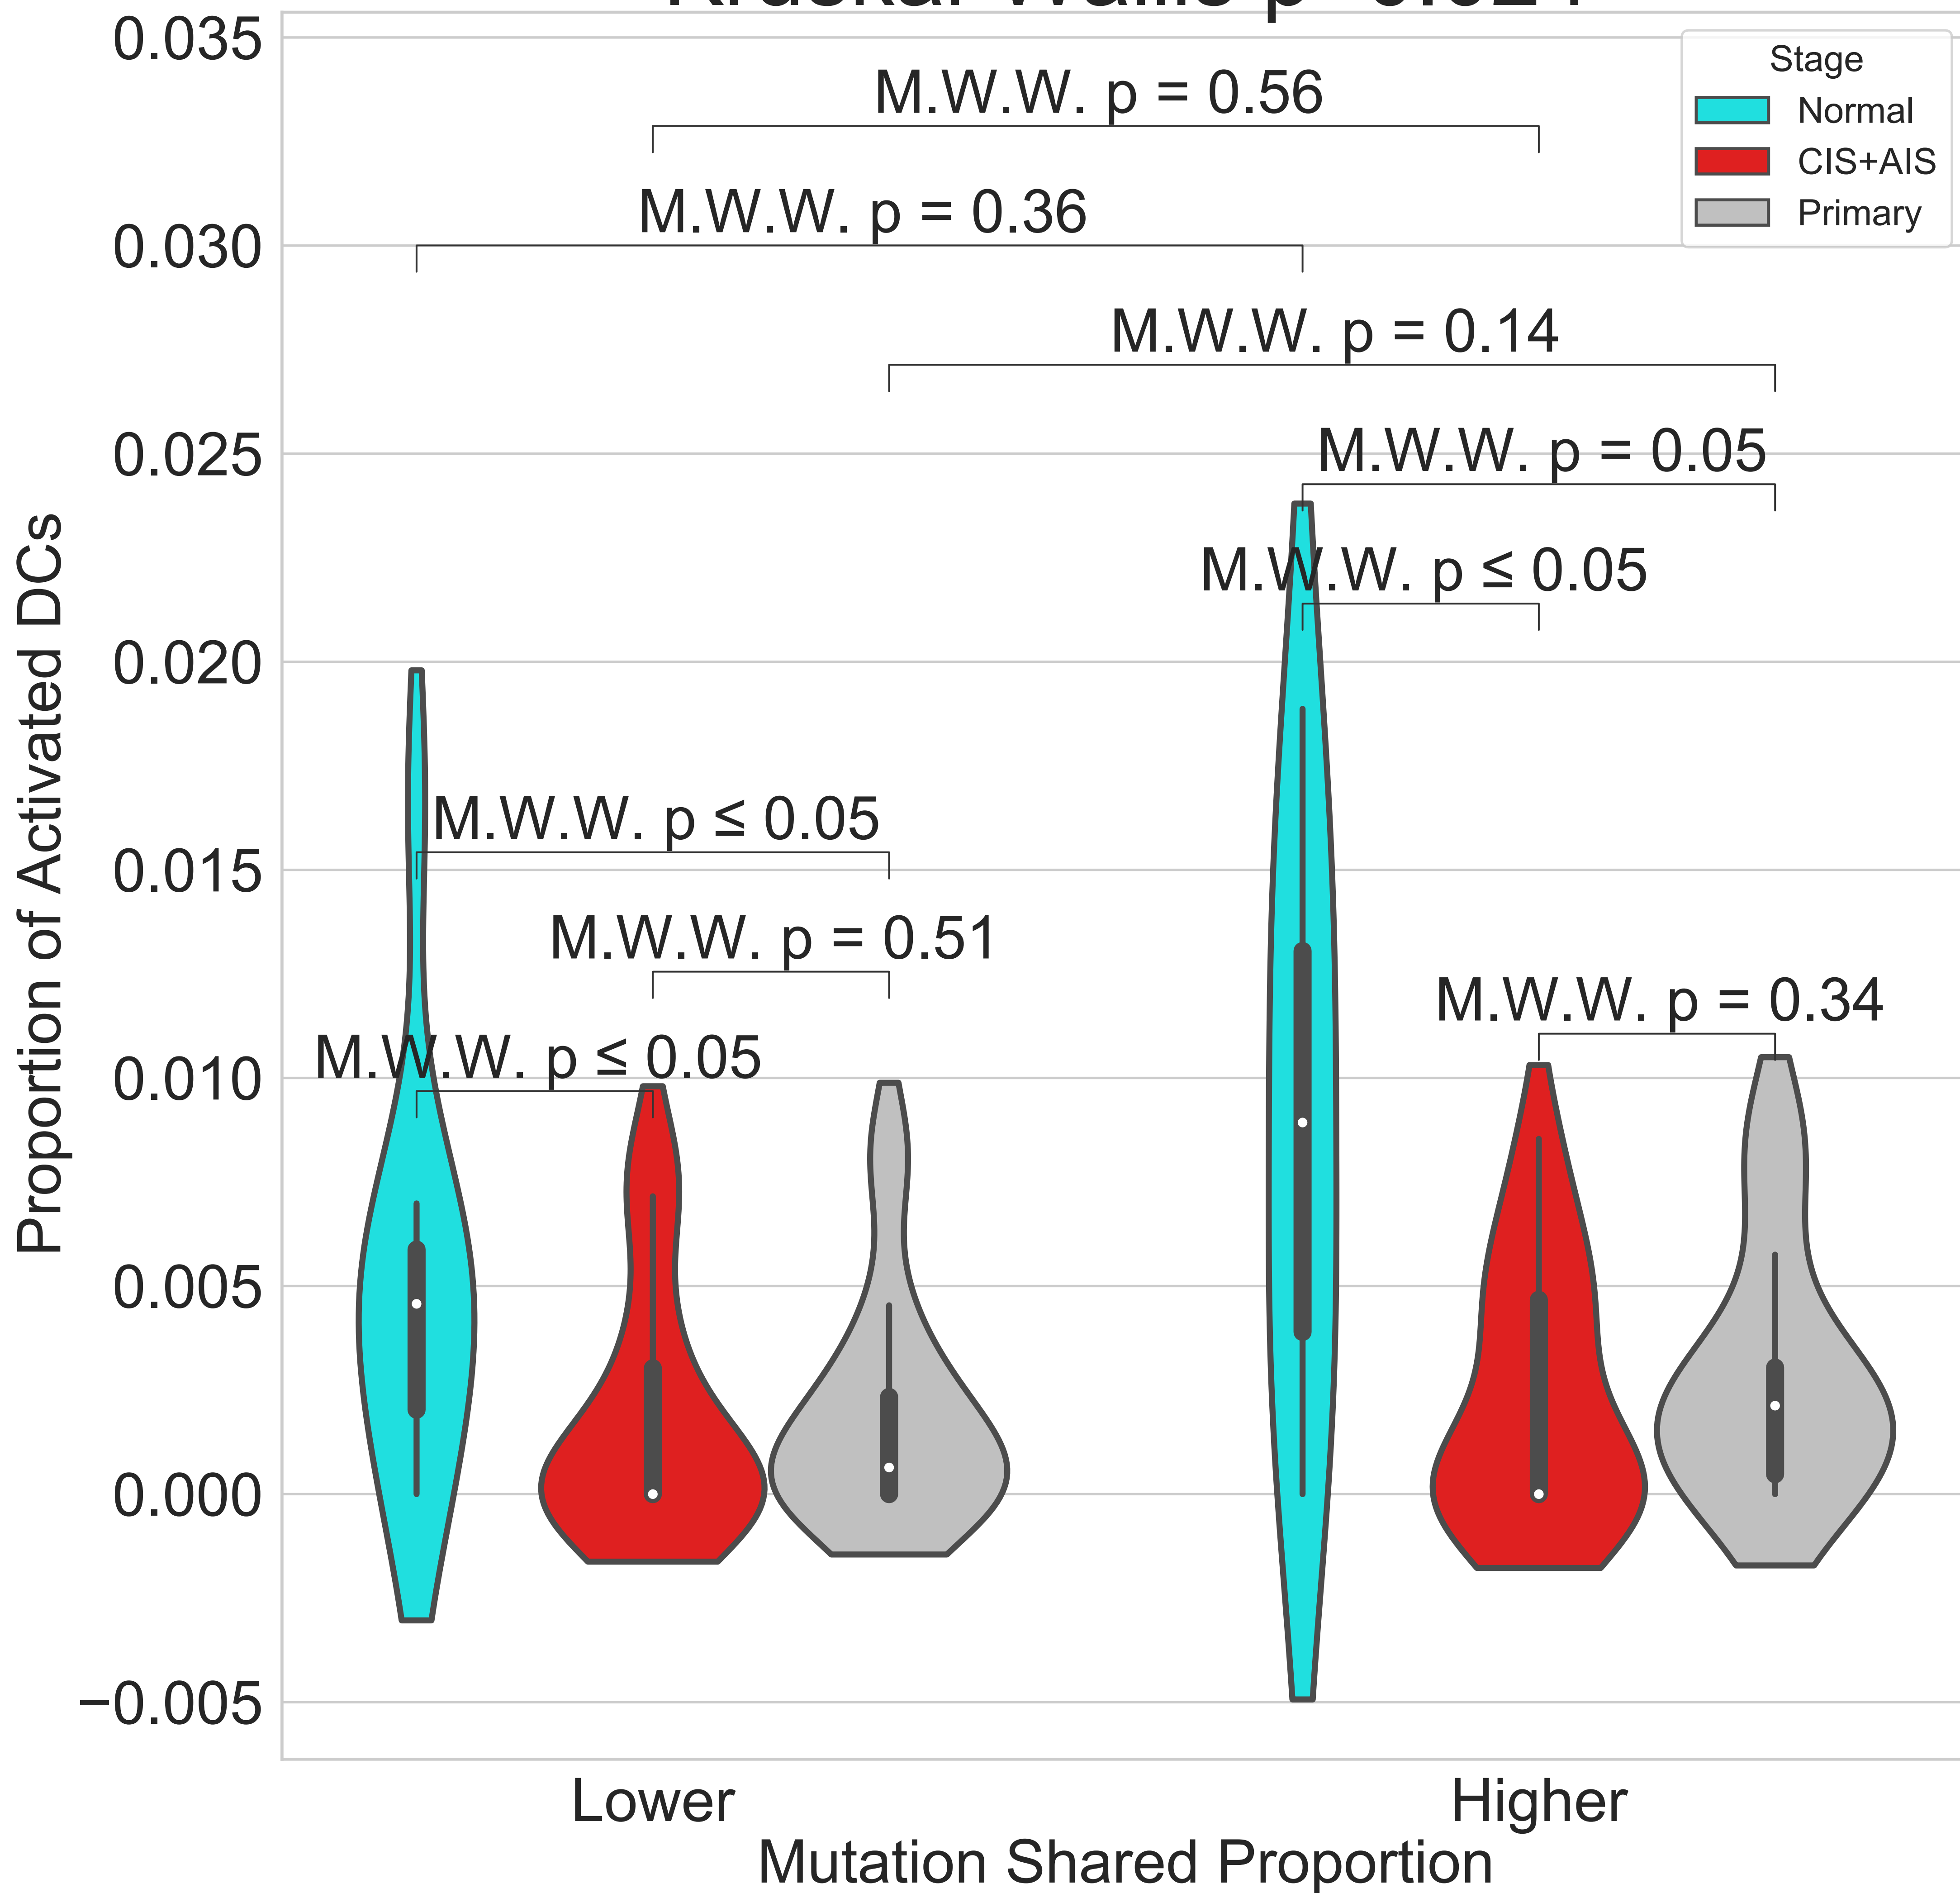 0.035
0.030
0.025
0.020
0.015
0.010
0.005
0.000
−0.005
Proportion of Activated DCs
M.W.W. p = 0.56
M.W.W. p = 0.36
M.W.W. p = 0.14
M.W.W. p = 0.05
M.W.W. p ≤ 0.05
M.W.W. p ≤ 0.05
M.W.W. p = 0.51
M.W.W. p = 0.34
M.W.W. p ≤ 0.05
Stage
Normal
CIS+AIS
Primary
Lower
Higher
Mutation Shared Proportion